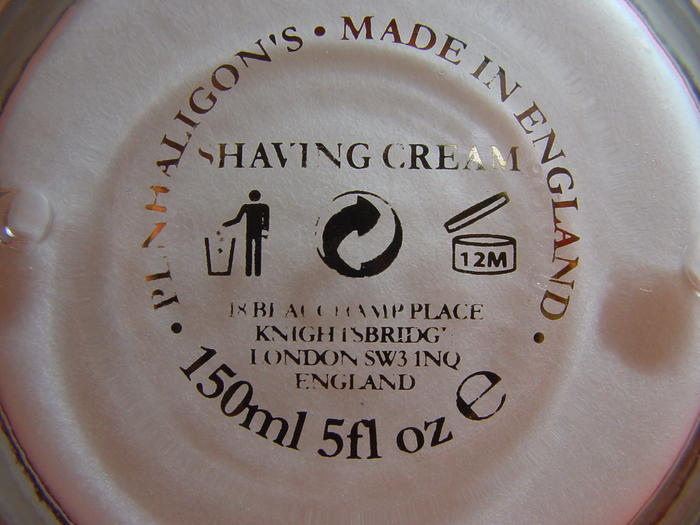 PENHALIGON'S • MADE IN ENGLAND •
SHAVING CREAM
12M
18 BEAUCHAMP PLACE
KNIGHTSBRIDGE
LONDON SW3 1NQ
ENGLAND
150ml 5fl oz e